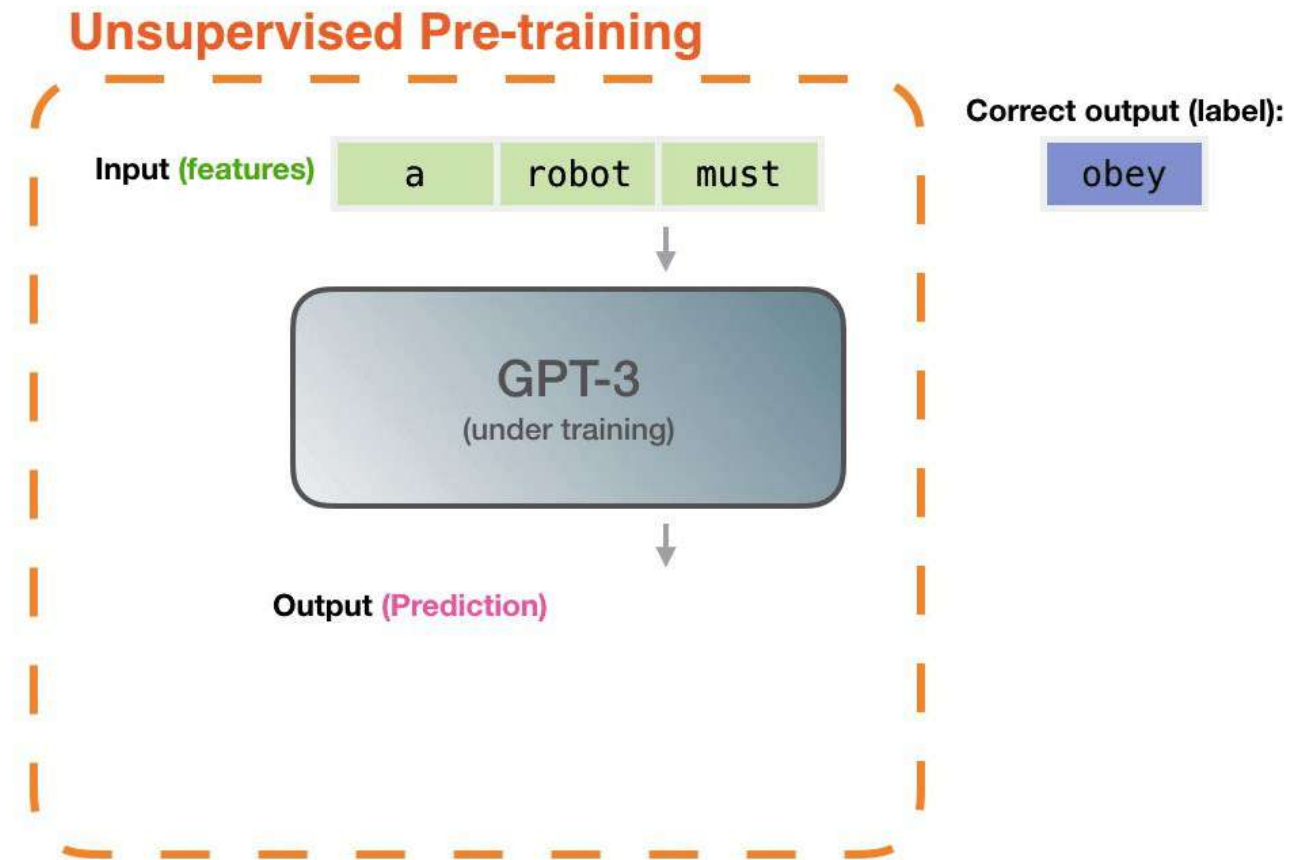 Unsupervised Pre-training
Correct output (label):
Input (features) a robot must
obey
GPT-3
(under training)
Output (Prediction)